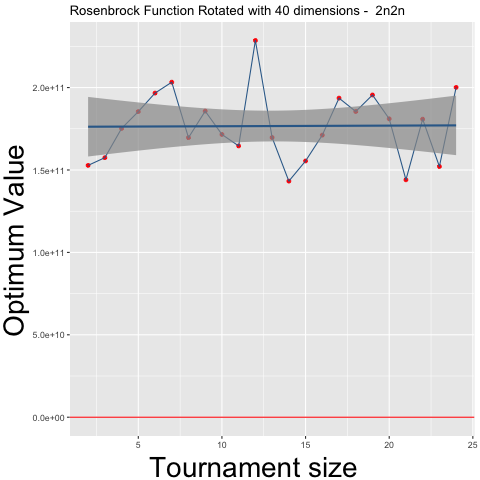 Rosenbrock Function Rotated with 40 dimensions -  2n2n
Optimum Value
2.0e+11
1.5e+11
1.0e+11
5.0e+10
0.0e+00
5 10 15 20 25
Tournament size